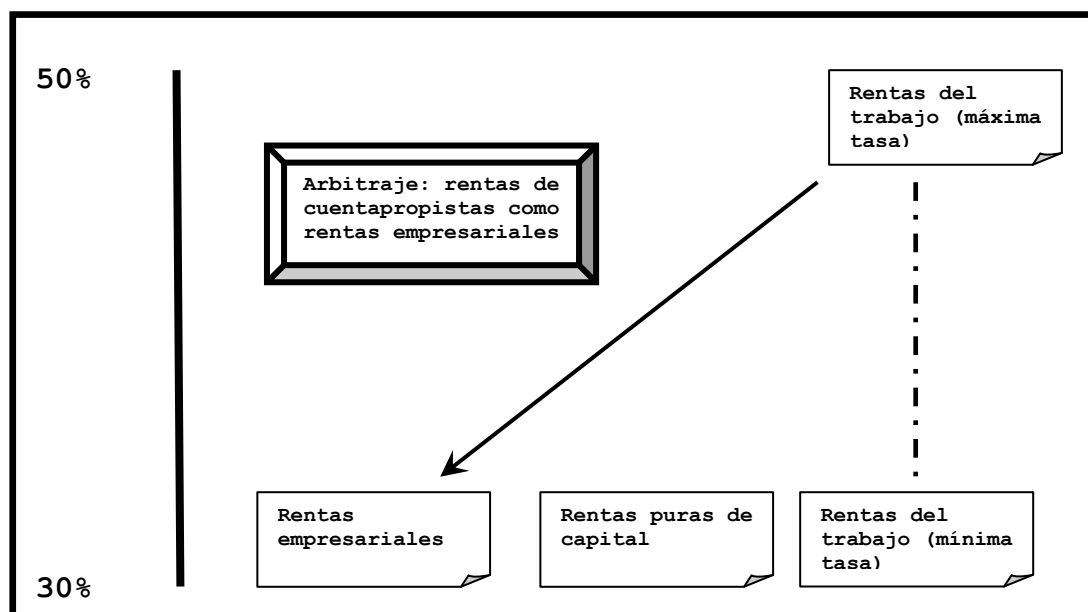 50%
Rentas del
trabajo (máxima
tasa)
Arbitraje: rentas de
cuentapropistas como
rentas empresariales
Rentas
empresariales
Rentas puras de
capital
Rentas del
trabajo (mínima
tasa)
30%